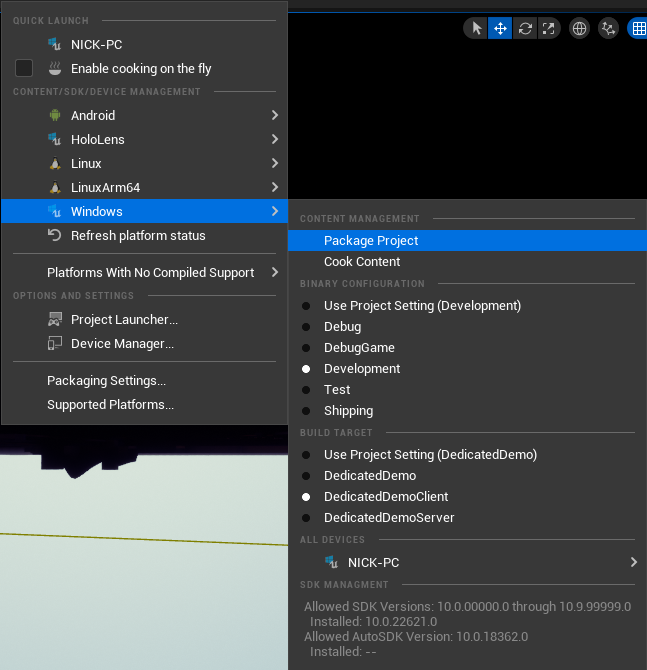 QUICK LAUNCH
NICK-PC
Enable cooking on the fly
CONTENT/SDK/DEVICE MANAGEMENT
Android
HoloLens
Linux
LinuxArm64
Windows
Refresh platform status
Platforms With No Compiled Support
OPTIONS AND SETTINGS
Project Launcher...
Device Manager...
Packaging Settings...
Supported Platforms...
CONTENT MANAGEMENT
Package Project
Cook Content
BINARY CONFIGURATION
Use Project Setting (Development)
Debug
DebugGame
Development
Test
Shipping
BUILD TARGET
Use Project Setting (DedicatedDemo)
DedicatedDemo
DedicatedDemoClient
DedicatedDemoServer
ALL DEVICES
NICK-PC
SDK MANAGMENT
Allowed SDK Versions: 10.0.00000.0 through 10.9.99999.0
Installed: 10.0.22621.0
Allowed AutoSDK Version: 10.0.18362.0
Installed: --